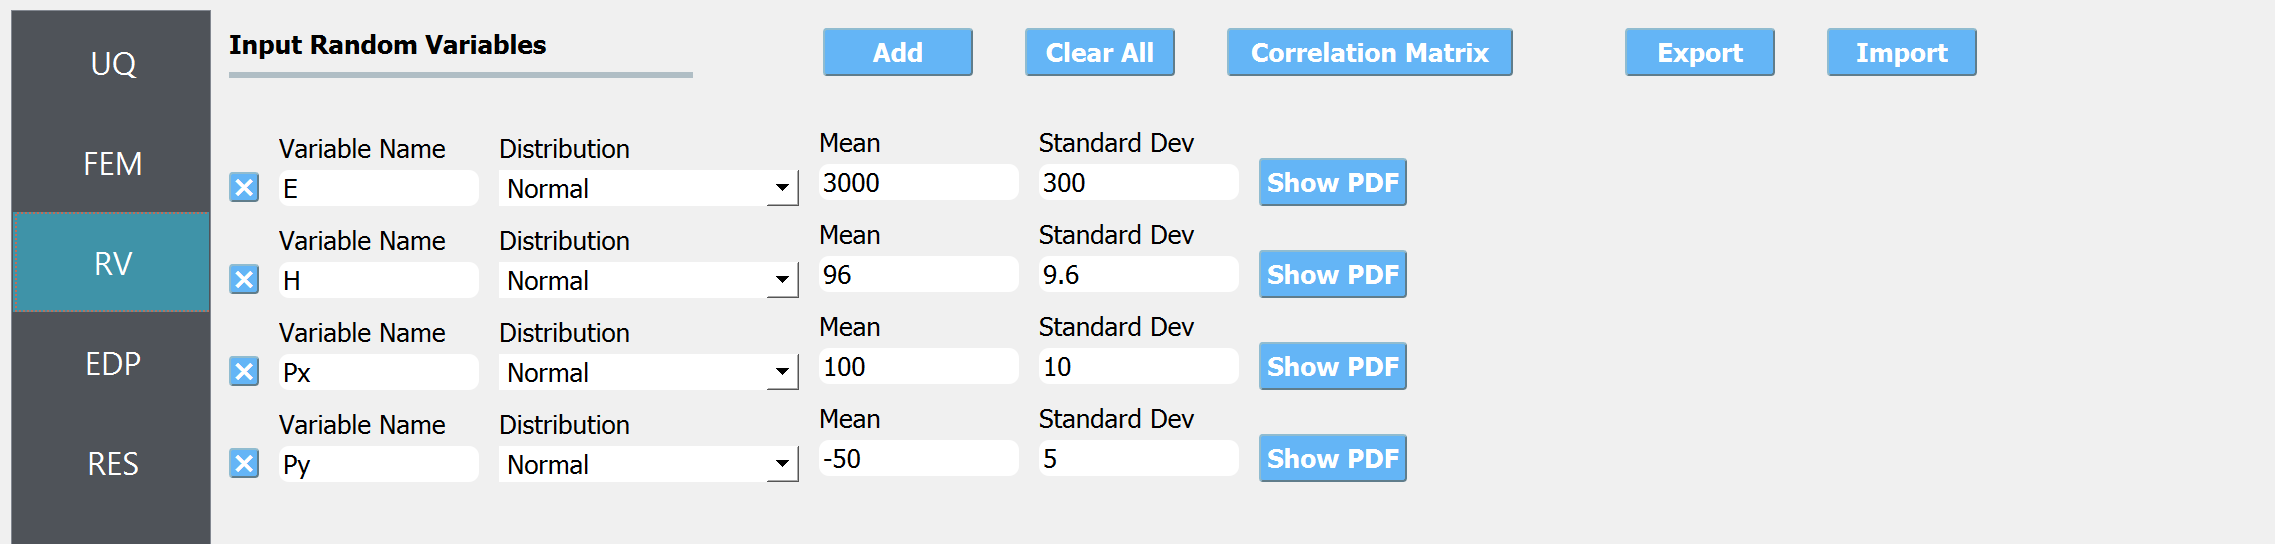 UQ
FEM
RV
EDP
RES
Input Random Variables
Add
Clear All
Correlation Matrix
Export
Import
Variable Name Distribution Mean Standard Dev
E Normal 3000 300 Show PDF
Variable Name Distribution Mean Standard Dev
H Normal 96 9.6 Show PDF
Variable Name Distribution Mean Standard Dev
Px Normal 100 10 Show PDF
Variable Name Distribution Mean Standard Dev
Py Normal -50 5 Show PDF